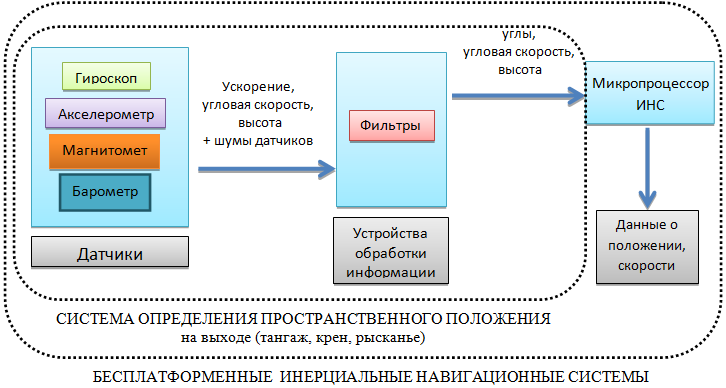 Гироскоп
Акселерометр
Магнитомет
Барометр
Датчики
Ускорение,
угловая скорость,
высота
+ шумы датчиков
Фильтры
Устройства
обработки
информации
углы,
угловая скорость,
высота
Микропроцессор
ИНС
Данные о
положении,
скорости
СИСТЕМА ОПРЕДЕЛЕНИЯ ПРОСТРАНСТВЕННОГО ПОЛОЖЕНИЯ
на выходе (тангаж, крен, рысканье)
БЕСПЛАТФОРМЕННЫЕ ИНЕРЦИАЛЬНЫЕ НАВИГАЦИОННЫЕ СИСТЕМЫ